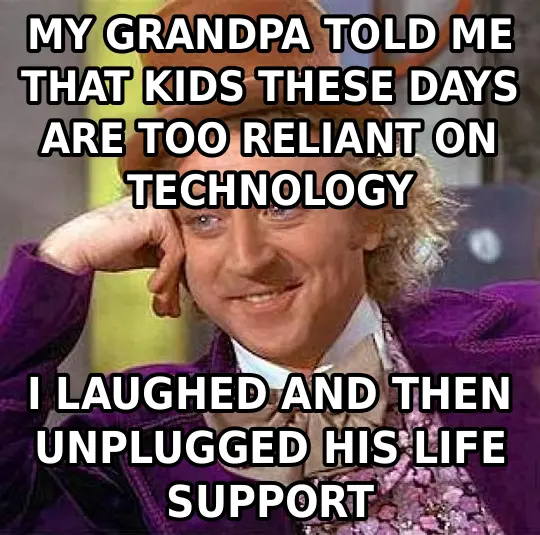 MY GRANDPA TOLD ME
THAT KIDS THESE DAYS
ARE TOO RELIANT ON
TECHNOLOGY
I LAUGHED AND THEN
UNPLUGGED HIS LIFE
SUPPORT